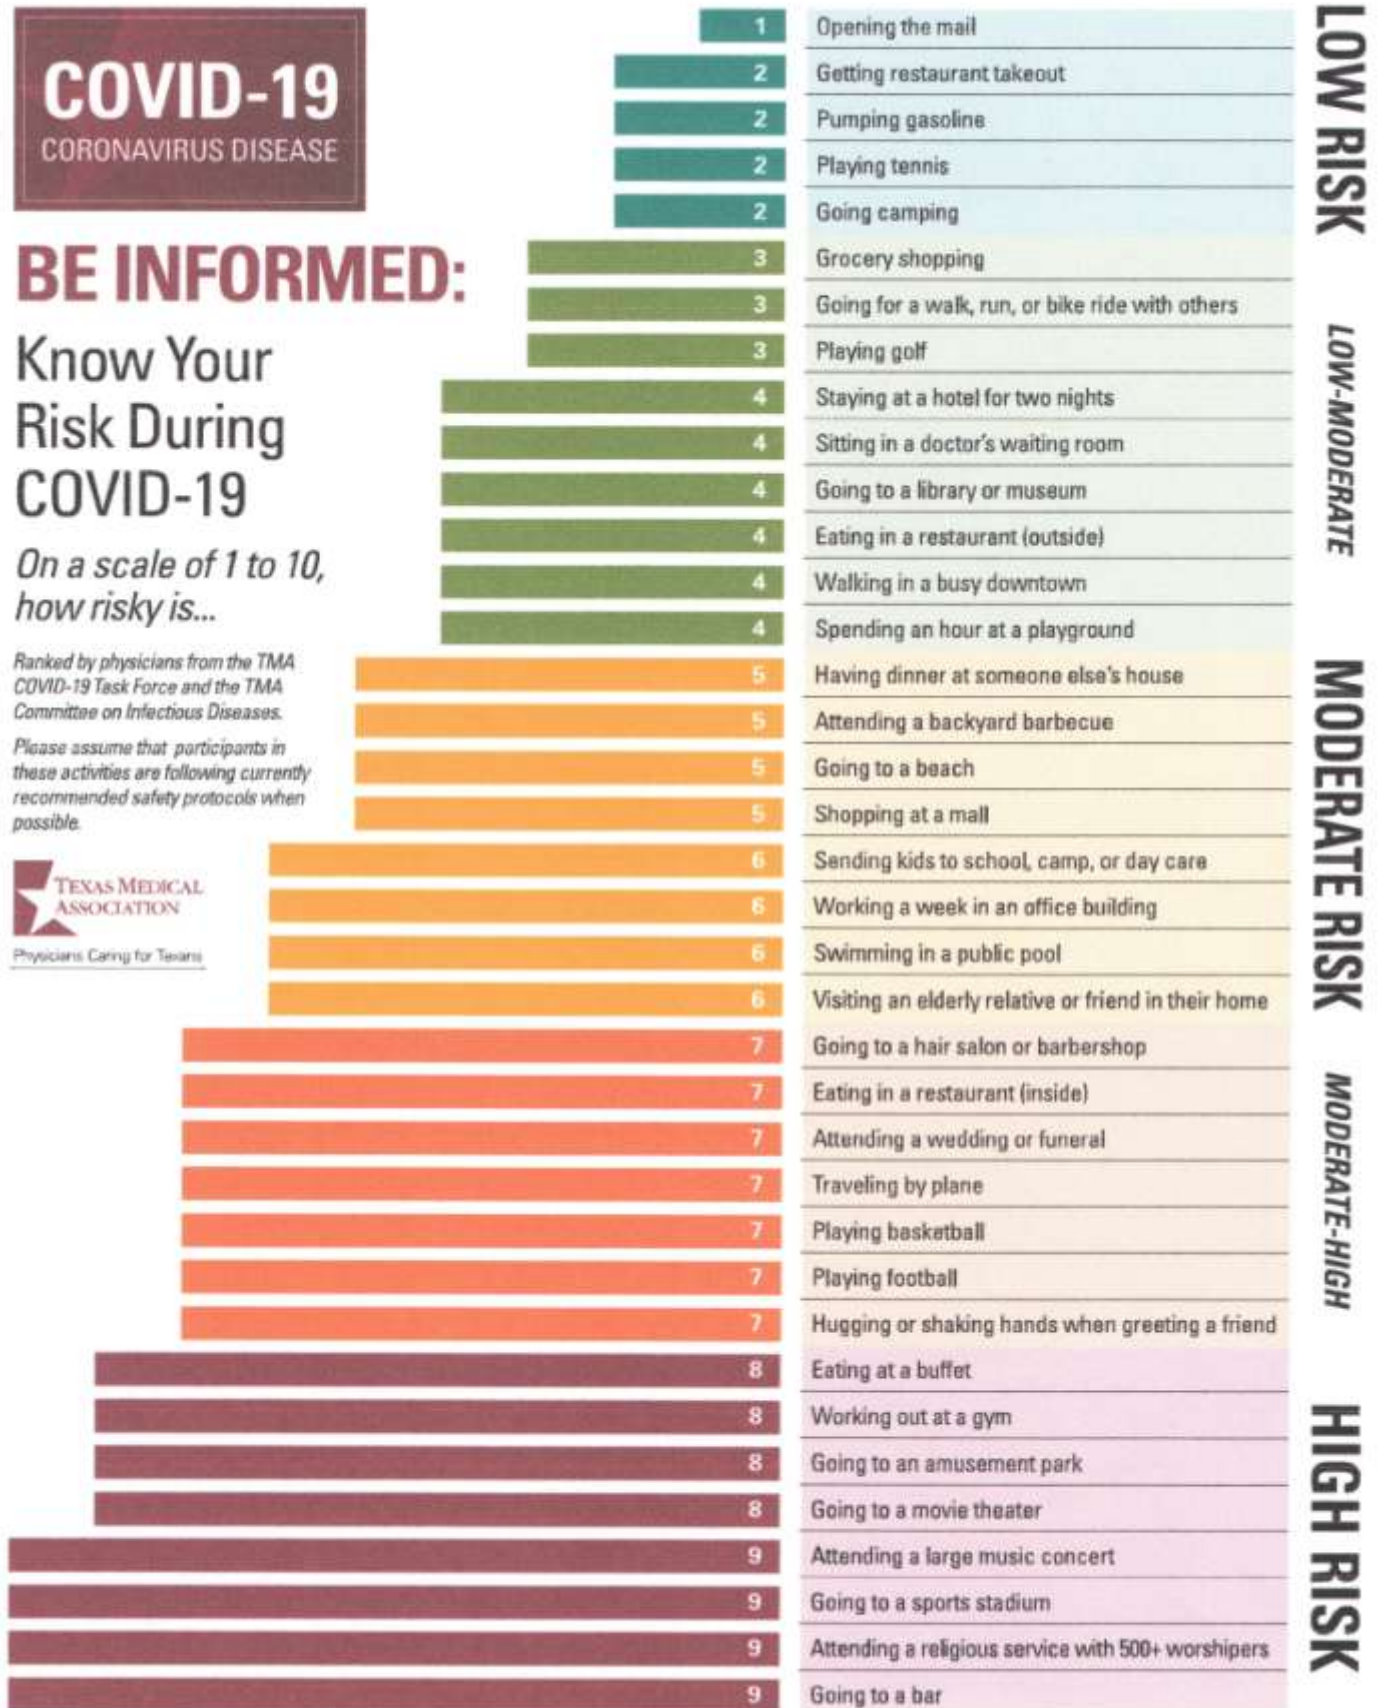 COVID-19
CORONAVIRUS DISEASE
BE INFORMED:
Know Your
Risk During
COVID-19
On a scale of 1 to 10,
how risky is...
Ranked by physicians from the TMA
COVID-19 Task Force and the TMA
Committee on Infectious Diseases.
Please assume that participants in
these activities are following currently
recommended safety protocols when
possible.
TEXAS MEDICAL
ASSOCIATION
Physicians Caring for Texans
1 Opening the mail
2 Getting restaurant takeout
2 Pumping gasoline
2 Playing tennis
2 Going camping
3 Grocery shopping
3 Going for a walk, run, or bike ride with others
3 Playing golf
4 Staying at a hotel for two nights
4 Sitting in a doctor's waiting room
4 Going to a library or museum
4 Eating in a restaurant (outside)
4 Walking in a busy downtown
4 Spending an hour at a playground
5 Having dinner at someone else's house
5 Attending a backyard barbecue
5 Going to a beach
5 Shopping at a mall
6 Sending kids to school, camp, or day care
6 Working a week in an office building
6 Swimming in a public pool
6 Visiting an elderly relative or friend in their home
7 Going to a hair salon or barbershop
7 Eating in a restaurant (inside)
7 Attending a wedding or funeral
7 Traveling by plane
7 Playing basketball
7 Playing football
7 Hugging or shaking hands when greeting a friend
8 Eating at a buffet
8 Working out at a gym
8 Going to an amusement park
8 Going to a movie theater
9 Attending a large music concert
9 Going to a sports stadium
9 Attending a religious service with 500+ worshipers
9 Going to a bar
LOW RISK
LOW-MODERATE
MODERATE RISK
MODERATE-HIGH
HIGH RISK